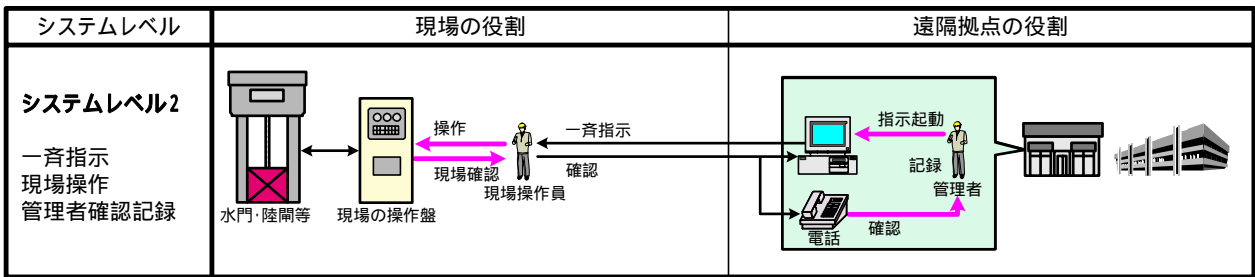 システムレベル
現場の役割
遠隔拠点の役割
システムレベル2
一斉指示
現場操作
管理者確認記録
水門･陸閘等
現場の操作盤
操作
現場確認
現場操作員
一斉指示
確認
指示起動
記録
管理者
電話
確認